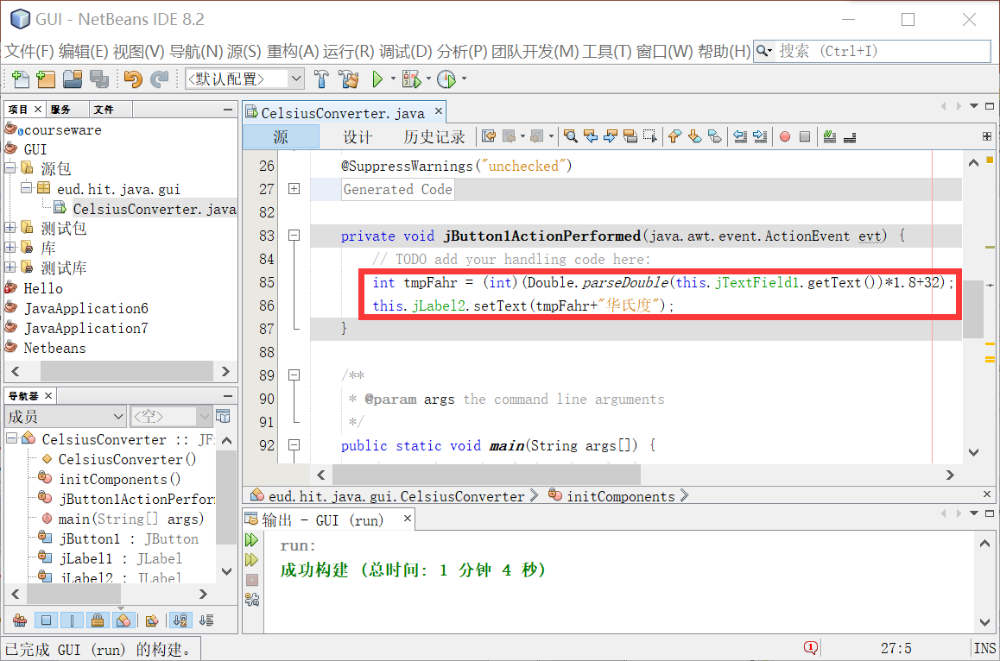 GUI - NetBeans IDE 8.2
文件(F) 编辑(E) 视图(V) 导航(N) 源(S) 重构(A) 运行(R) 调试(D) 分析(P) 团队开发(M) 工具(T) 窗口(W) 帮助(H) 搜索 (Ctrl+I)
<默认配置>
项目 服务 文件
courseware
GUI
源包
eud.hit.java.gui
CelsiusConverter.java
测试包
库
测试库
Hello
JavaApplication6
JavaApplication7
Netbeans
CelsiusConverter.java
源 设计 历史记录
26 @SuppressWarnings("unchecked")
27 Generated Code
82
83 private void jButton1ActionPerformed(java.awt.event.ActionEvent evt) {
84 // TODO add your handling code here:
85 int tmpFahr = (int)(Double.parseDouble(this.jTextField1.getText())*1.8+32);
86 this.jLabel2.setText(tmpFahr+"华氏度");
87 }
88
89 /**
90 * @param args the command line arguments
91 */
92 public static void main(String args[]) {
eud.hit.java.gui.CelsiusConverter initComponents
导航器
成员 <空>
CelsiusConverter :: JF
CelsiusConverter()
initComponents()
jButton1ActionPerfor
main(String[] args)
jButton1 : JButton
jLabel1 : JLabel
jLabel2 : JLabel
输出 - GUI (run)
run:
成功构建 (总时间: 1 分钟 4 秒)
已完成 GUI (run) 的构建。
1
27:5
INS